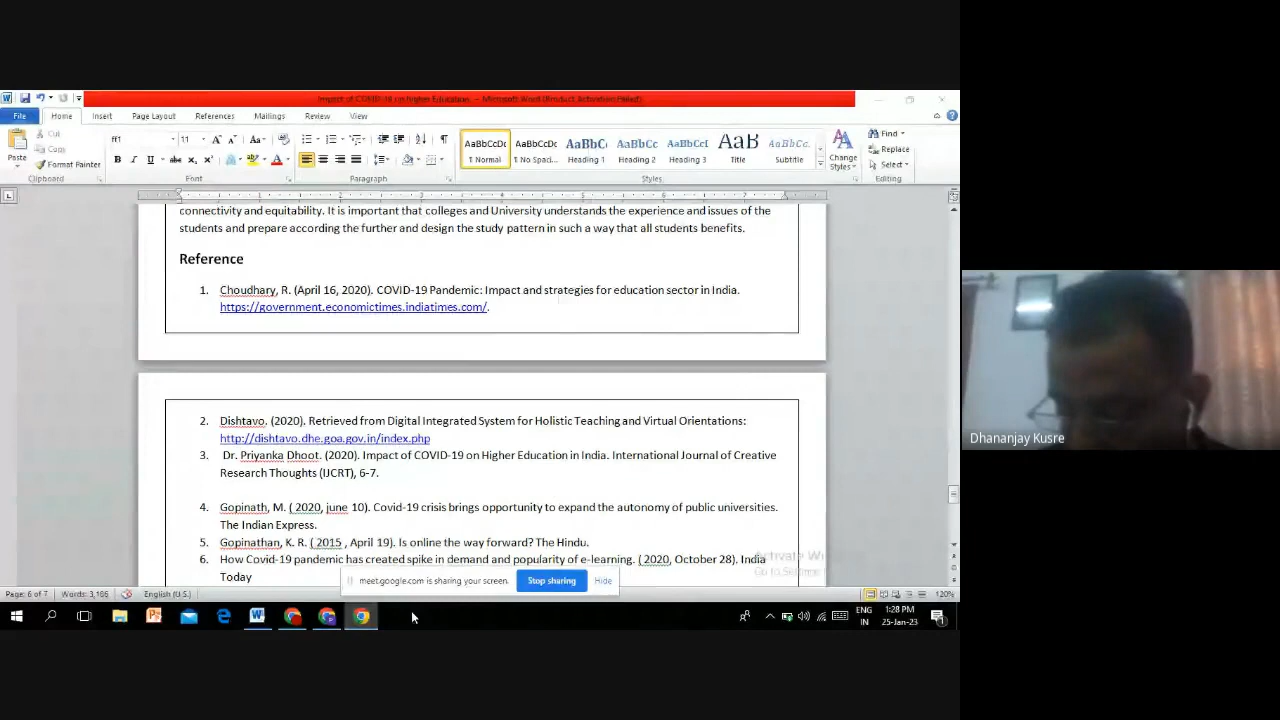 Impact of COVID-19 on higher Education - Microsoft Word (Product Activation Failed)
File Home Insert Page Layout References Mailings Review View
Cut
Copy
Paste
Format Painter
Clipboard
11
Font
Paragraph
AaBbCcDc AaBbCcDc AaBbC AaBbCc AaBbCcI AaB AaBbCc.
1 Normal 1 No Spaci... Heading 1 Heading 2 Heading 3 Title Subtitle
Styles
Change Styles
Find
Replace
Select
Editing
connectivity and equitability. It is important that colleges and University understands the experience and issues of the
students and prepare according the further and design the study pattern in such a way that all students benefits.
Reference
1. Choudhary, R. (April 16, 2020). COVID-19 Pandemic: Impact and strategies for education sector in India.
https://government.economictimes.indiatimes.com/.
2. Dishtavo. (2020). Retrieved from Digital Integrated System for Holistic Teaching and Virtual Orientations:
http://dishtavo.dhe.goa.gov.in/index.php
3. Dr. Priyanka Dhoot. (2020). Impact of COVID-19 on Higher Education in India. International Journal of Creative
Research Thoughts (IJCRT), 6-7.
4. Gopinath, M. ( 2020, june 10). Covid-19 crisis brings opportunity to expand the autonomy of public universities.
The Indian Express.
5. Gopinathan, K. R. ( 2015 , April 19). Is online the way forward? The Hindu.
6. How Covid-19 pandemic has created spike in demand and popularity of e-learning. ( 2020, October 28). India
Today
meet.google.com is sharing your screen. Stop sharing Hide
Page: 6 of 7 Words: 3,166 English (U.S.) 120%
ENG
IN
1:28 PM
25-Jan-23
Dhananjay Kusre